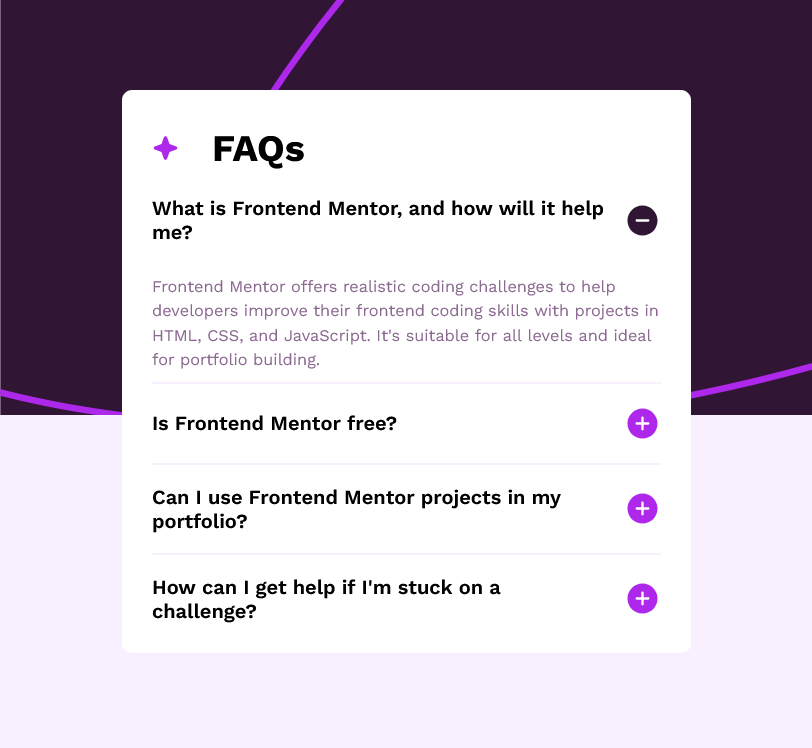 FAQs
What is Frontend Mentor, and how will it help
me?
Frontend Mentor offers realistic coding challenges to help
developers improve their frontend coding skills with projects in
HTML, CSS, and JavaScript. It's suitable for all levels and ideal
for portfolio building.
Is Frontend Mentor free?
Can I use Frontend Mentor projects in my
portfolio?
How can I get help if I'm stuck on a
challenge?